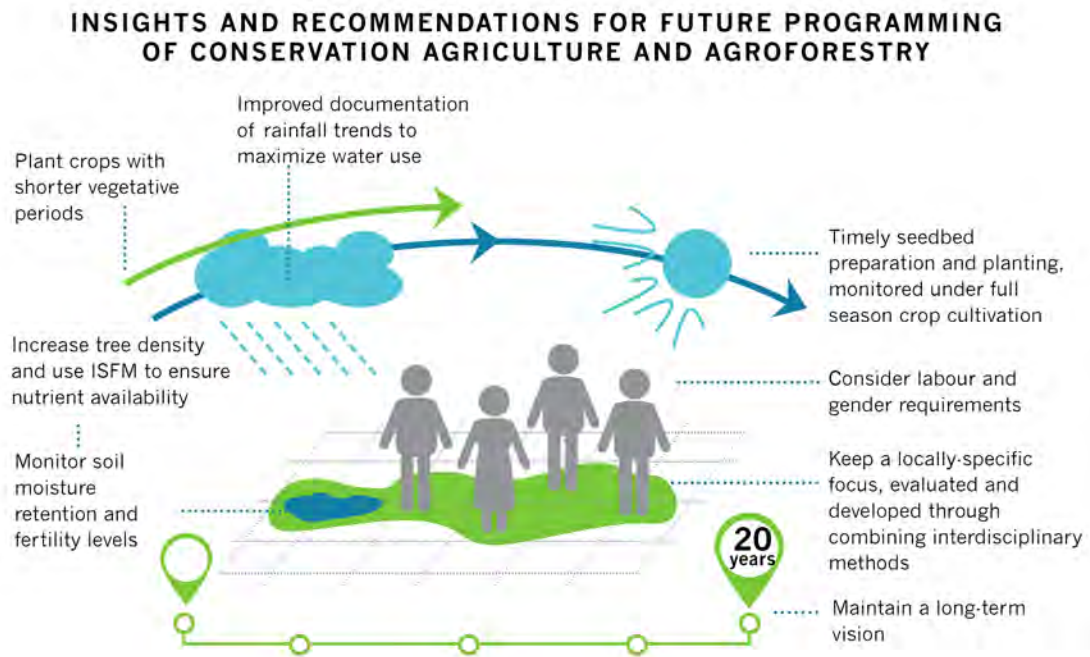 INSIGHTS AND RECOMMENDATIONS FOR FUTURE PROGRAMMING
OF CONSERVATION AGRICULTURE AND AGROFORESTRY
Improved documentation
of rainfall trends to
maximize water use
Plant crops with
shorter vegetative
periods
Timely seedbed
preparation and planting,
monitored under full
season crop cultivation
Increase tree density
and use ISFM to ensure
nutrient availability
Consider labour and
gender requirements
Monitor soil
moisture
retention and
fertility levels
Keep a locally-specific
focus, evaluated and
developed through
combining interdisciplinary
methods
20
years
Maintain a long-term
vision